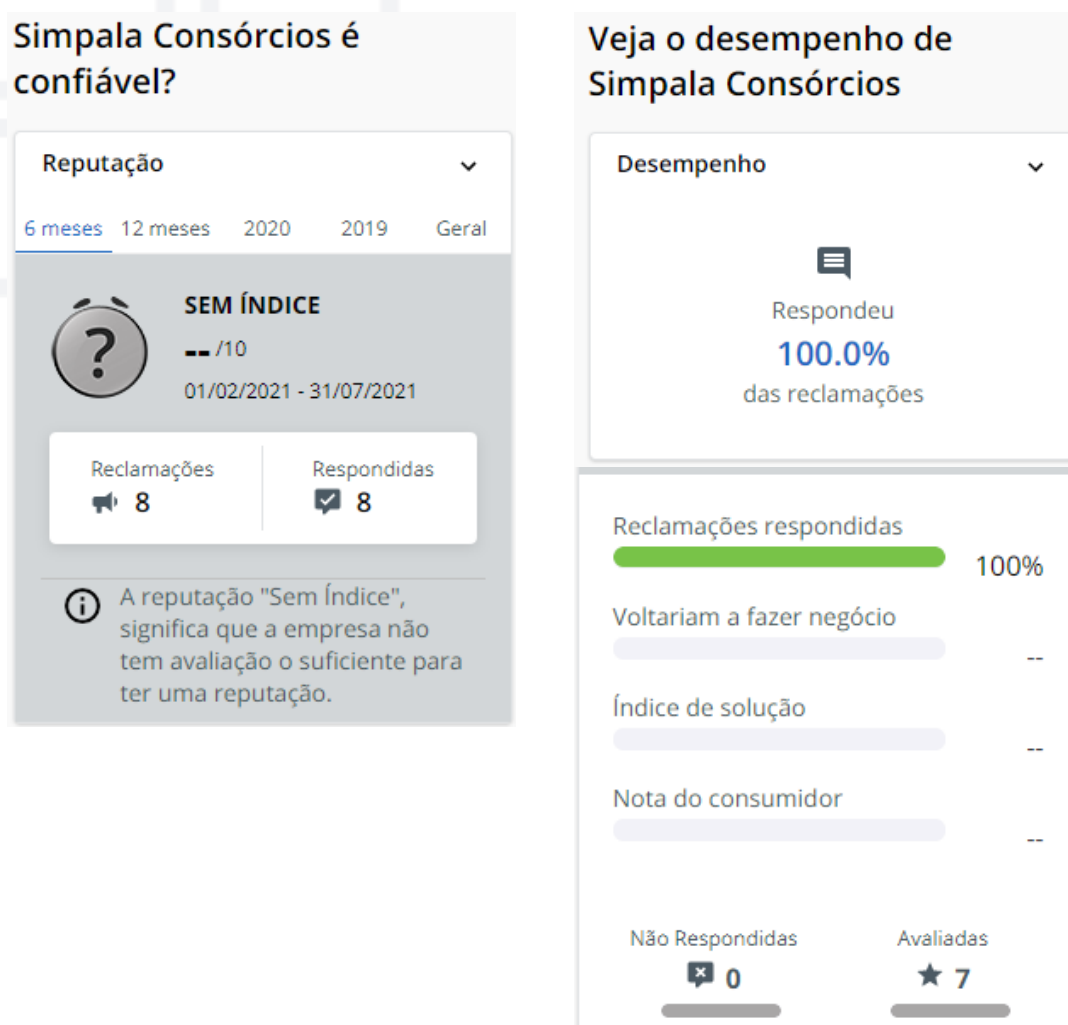 Simpala Consórcios é
confiável?
Reputação
6 meses 12 meses 2020 2019 Geral
?
SEM ÍNDICE
-- /10
01/02/2021 - 31/07/2021
Reclamações Respondidas
8 8
A reputação "Sem Índice",
significa que a empresa não
tem avaliação o suficiente para
ter uma reputação.
Veja o desempenho de
Simpala Consórcios
Desempenho
Respondeu
100.0%
das reclamações
Reclamações respondidas
100%
Voltariam a fazer negócio
--
Índice de solução
--
Nota do consumidor
--
Não Respondidas Avaliadas
0 7